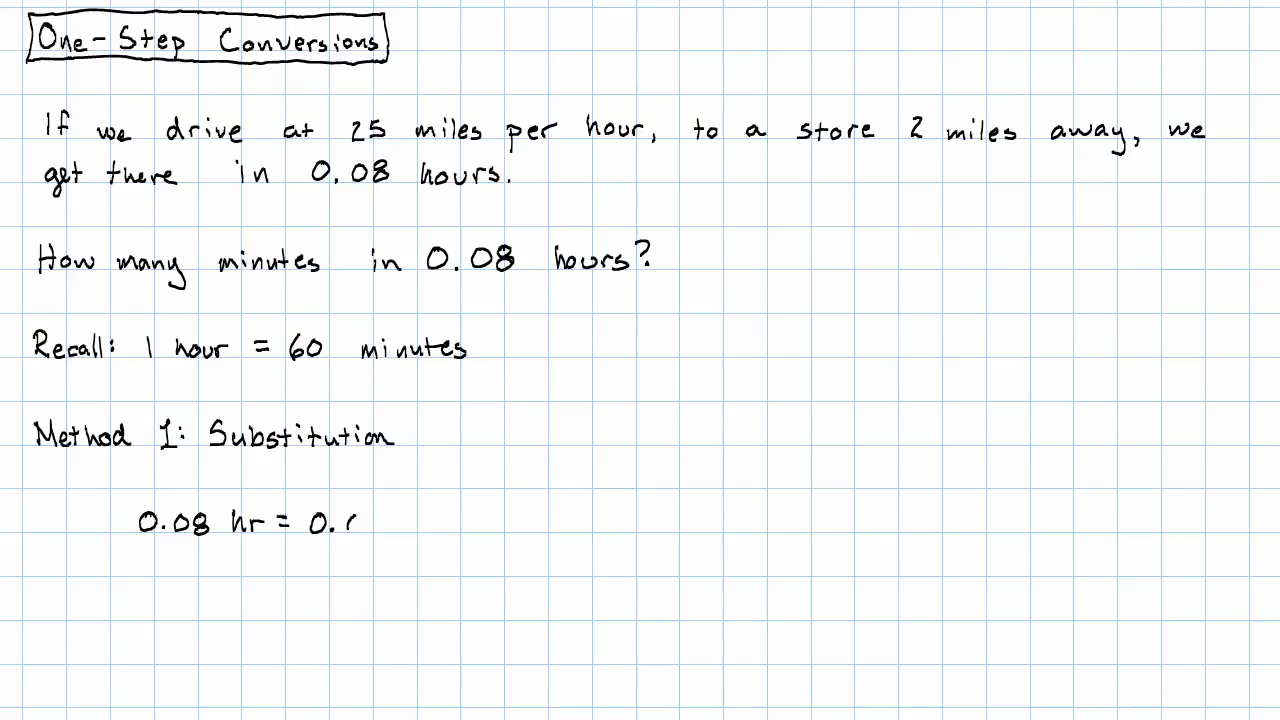 One-Step Conversions
If we drive at 25 miles per hour, to a store 2 miles away, we
get there in 0.08 hours.
How many minutes in 0.08 hours?
Recall: 1 hour = 60 minutes
Method 1: Substitution
0.08 hr = 0.